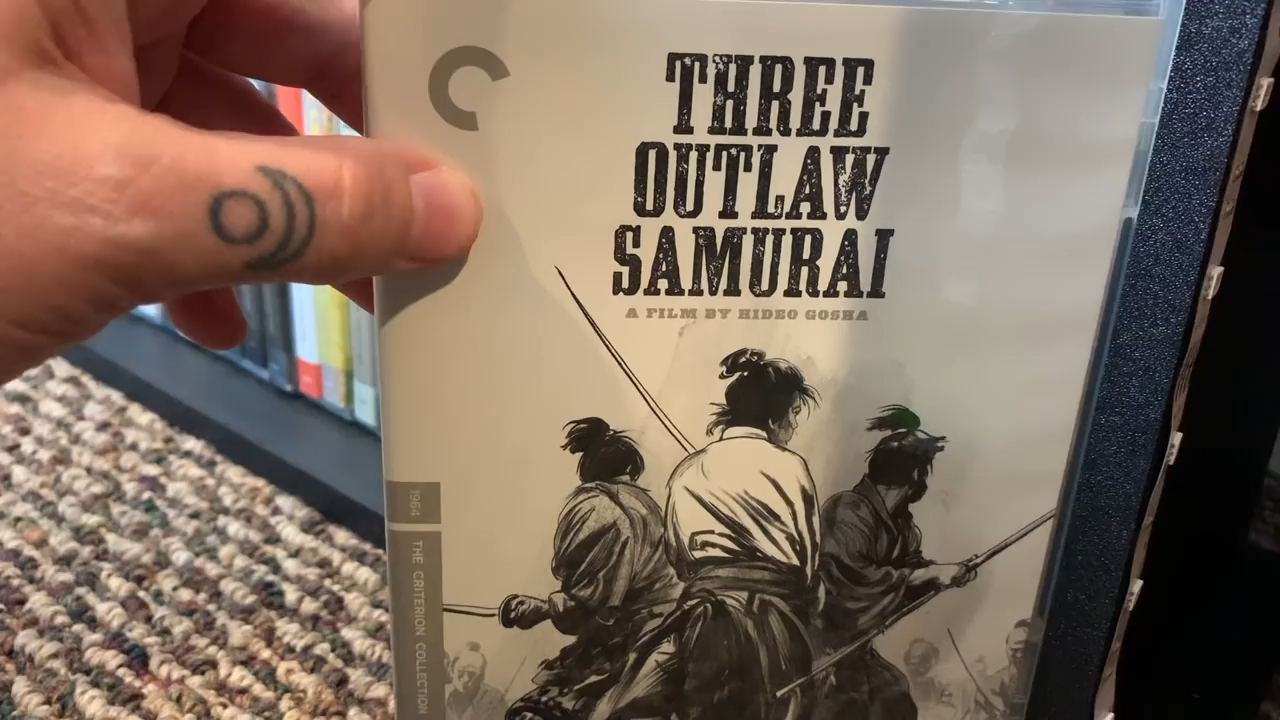 THREE
OUTLAW
SAMURAI
A FILM BY HIDEO GOSHA
1964
THE CRITERION COLLECTION